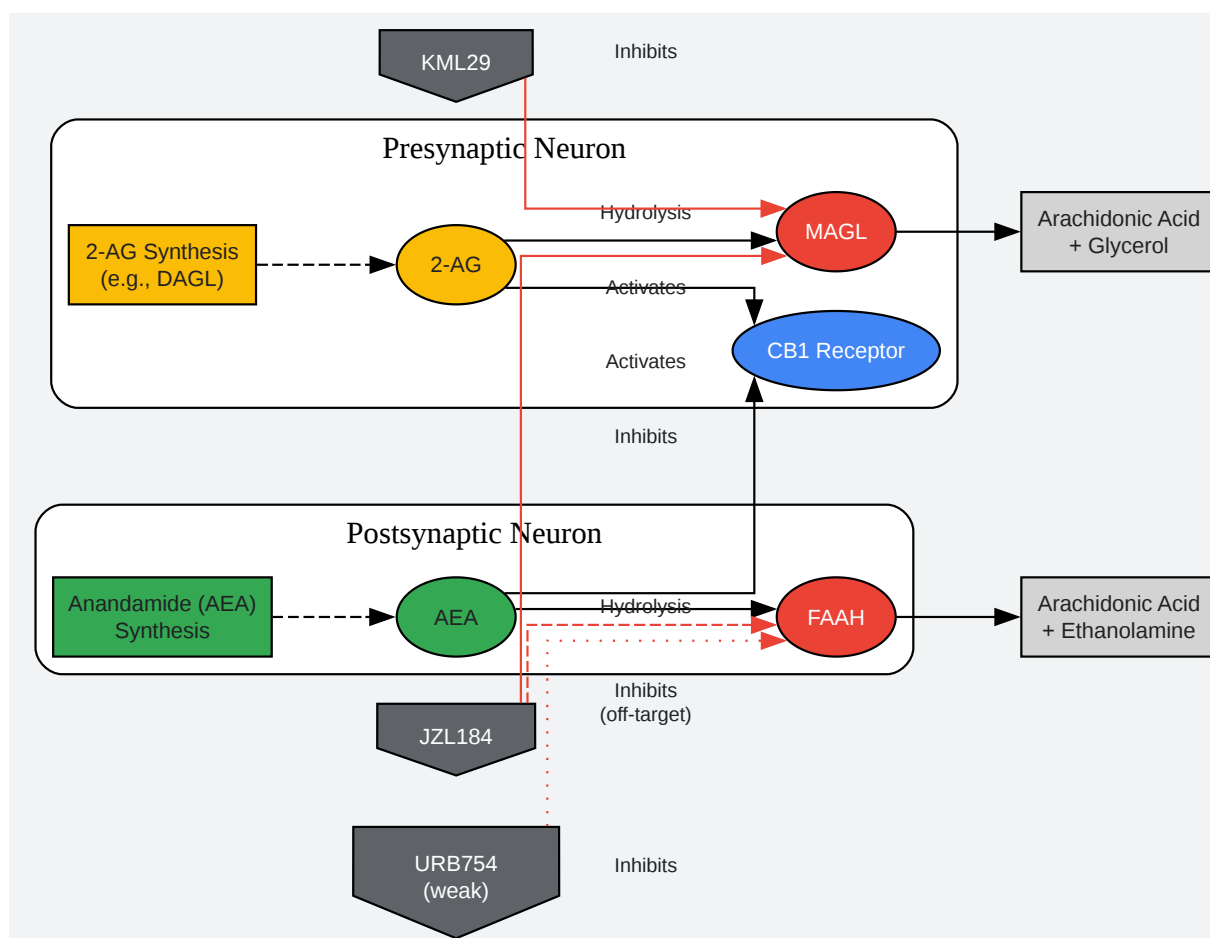 KML29
Inhibits
Presynaptic Neuron
Hydrolysis
MAGL
Arachidonic Acid
+ Glycerol
2-AG Synthesis
(e.g., DAGL)
2-AG
Activates
CB1 Receptor
Activates
Inhibits
Postsynaptic Neuron
Anandamide (AEA)
Synthesis
AEA
Hydrolysis
FAAH
Arachidonic Acid
+ Ethanolamine
Inhibits
(off-target)
JZL184
URB754
(weak)
Inhibits